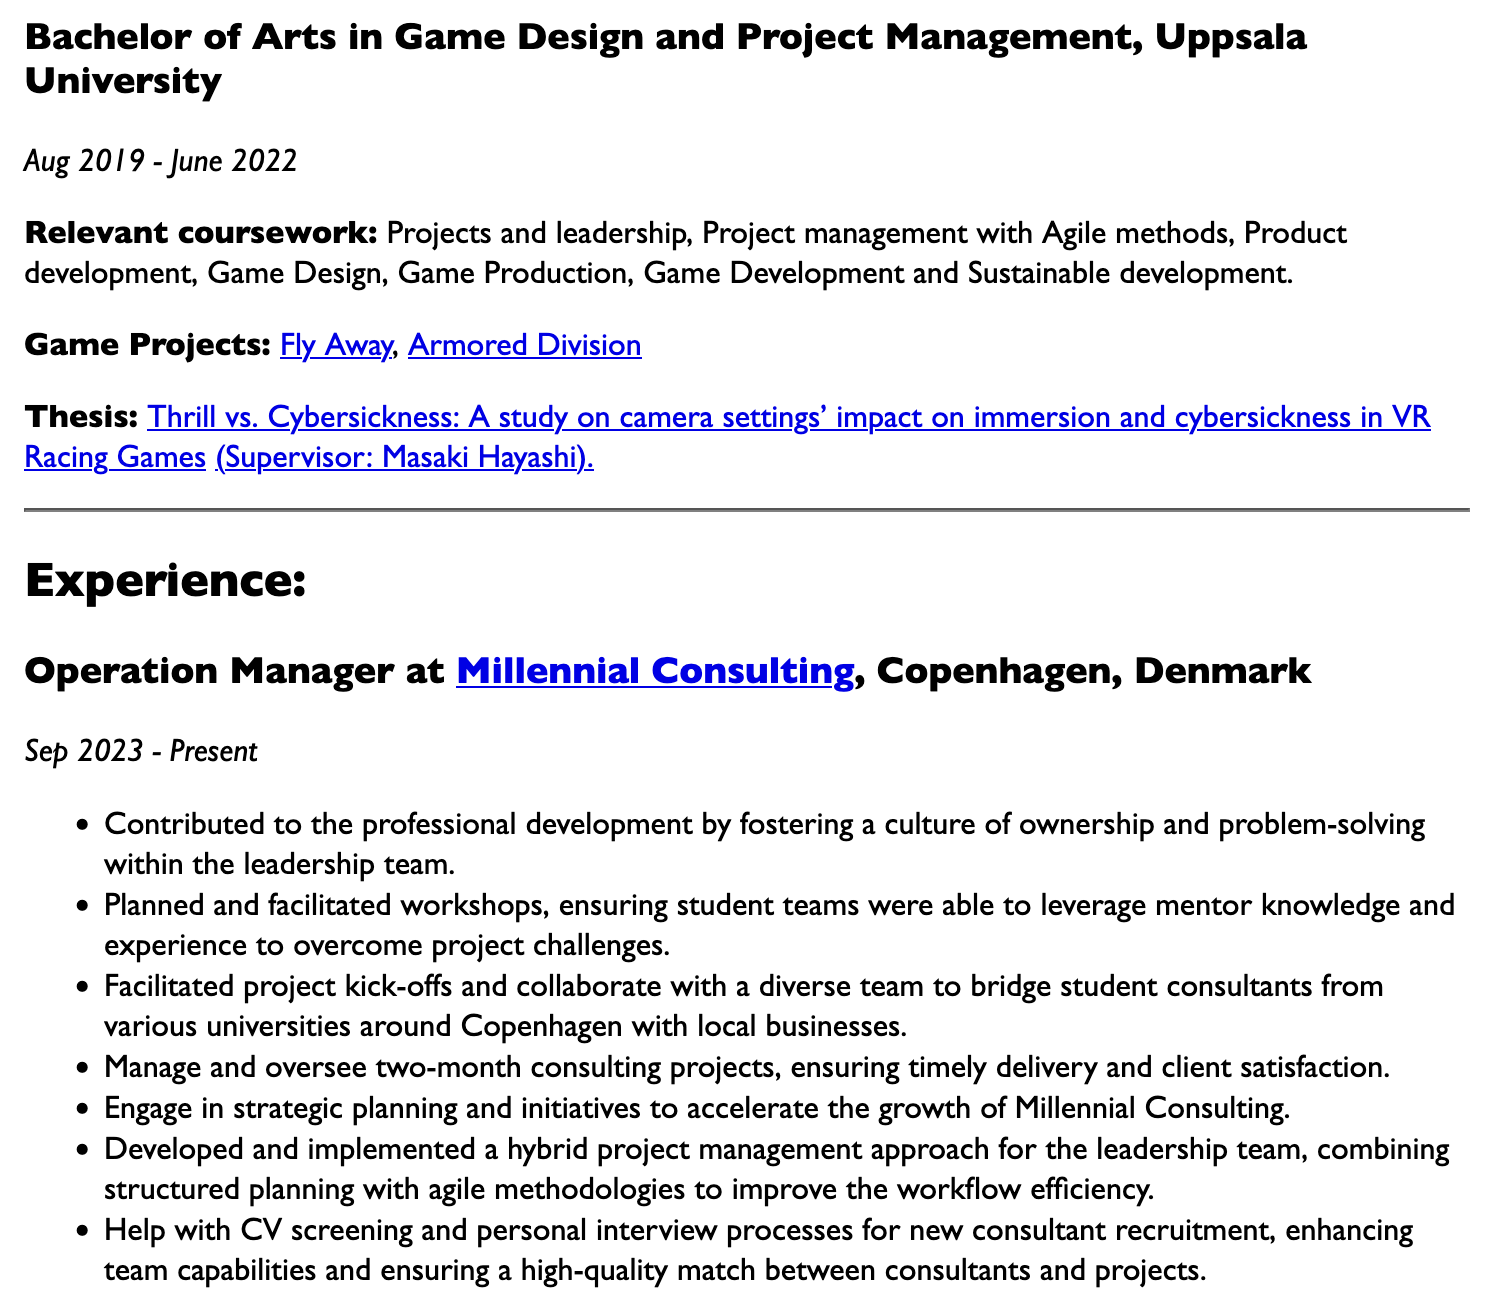 Bachelor of Arts in Game Design and Project Management, Uppsala
University
Aug 2019 - June 2022
Relevant coursework: Projects and leadership, Project management with Agile methods, Product
development, Game Design, Game Production, Game Development and Sustainable development.
Game Projects: Fly Away, Armored Division
Thesis: Thrill vs. Cybersickness: A study on camera settings’ impact on immersion and cybersickness in VR
Racing Games (Supervisor: Masaki Hayashi).
Experience:
Operation Manager at Millennial Consulting, Copenhagen, Denmark
Sep 2023 - Present
• Contributed to the professional development by fostering a culture of ownership and problem-solving
within the leadership team.
• Planned and facilitated workshops, ensuring student teams were able to leverage mentor knowledge and
experience to overcome project challenges.
• Facilitated project kick-offs and collaborate with a diverse team to bridge student consultants from
various universities around Copenhagen with local businesses.
• Manage and oversee two-month consulting projects, ensuring timely delivery and client satisfaction.
• Engage in strategic planning and initiatives to accelerate the growth of Millennial Consulting.
• Developed and implemented a hybrid project management approach for the leadership team, combining
structured planning with agile methodologies to improve the workflow efficiency.
• Help with CV screening and personal interview processes for new consultant recruitment, enhancing
team capabilities and ensuring a high-quality match between consultants and projects.